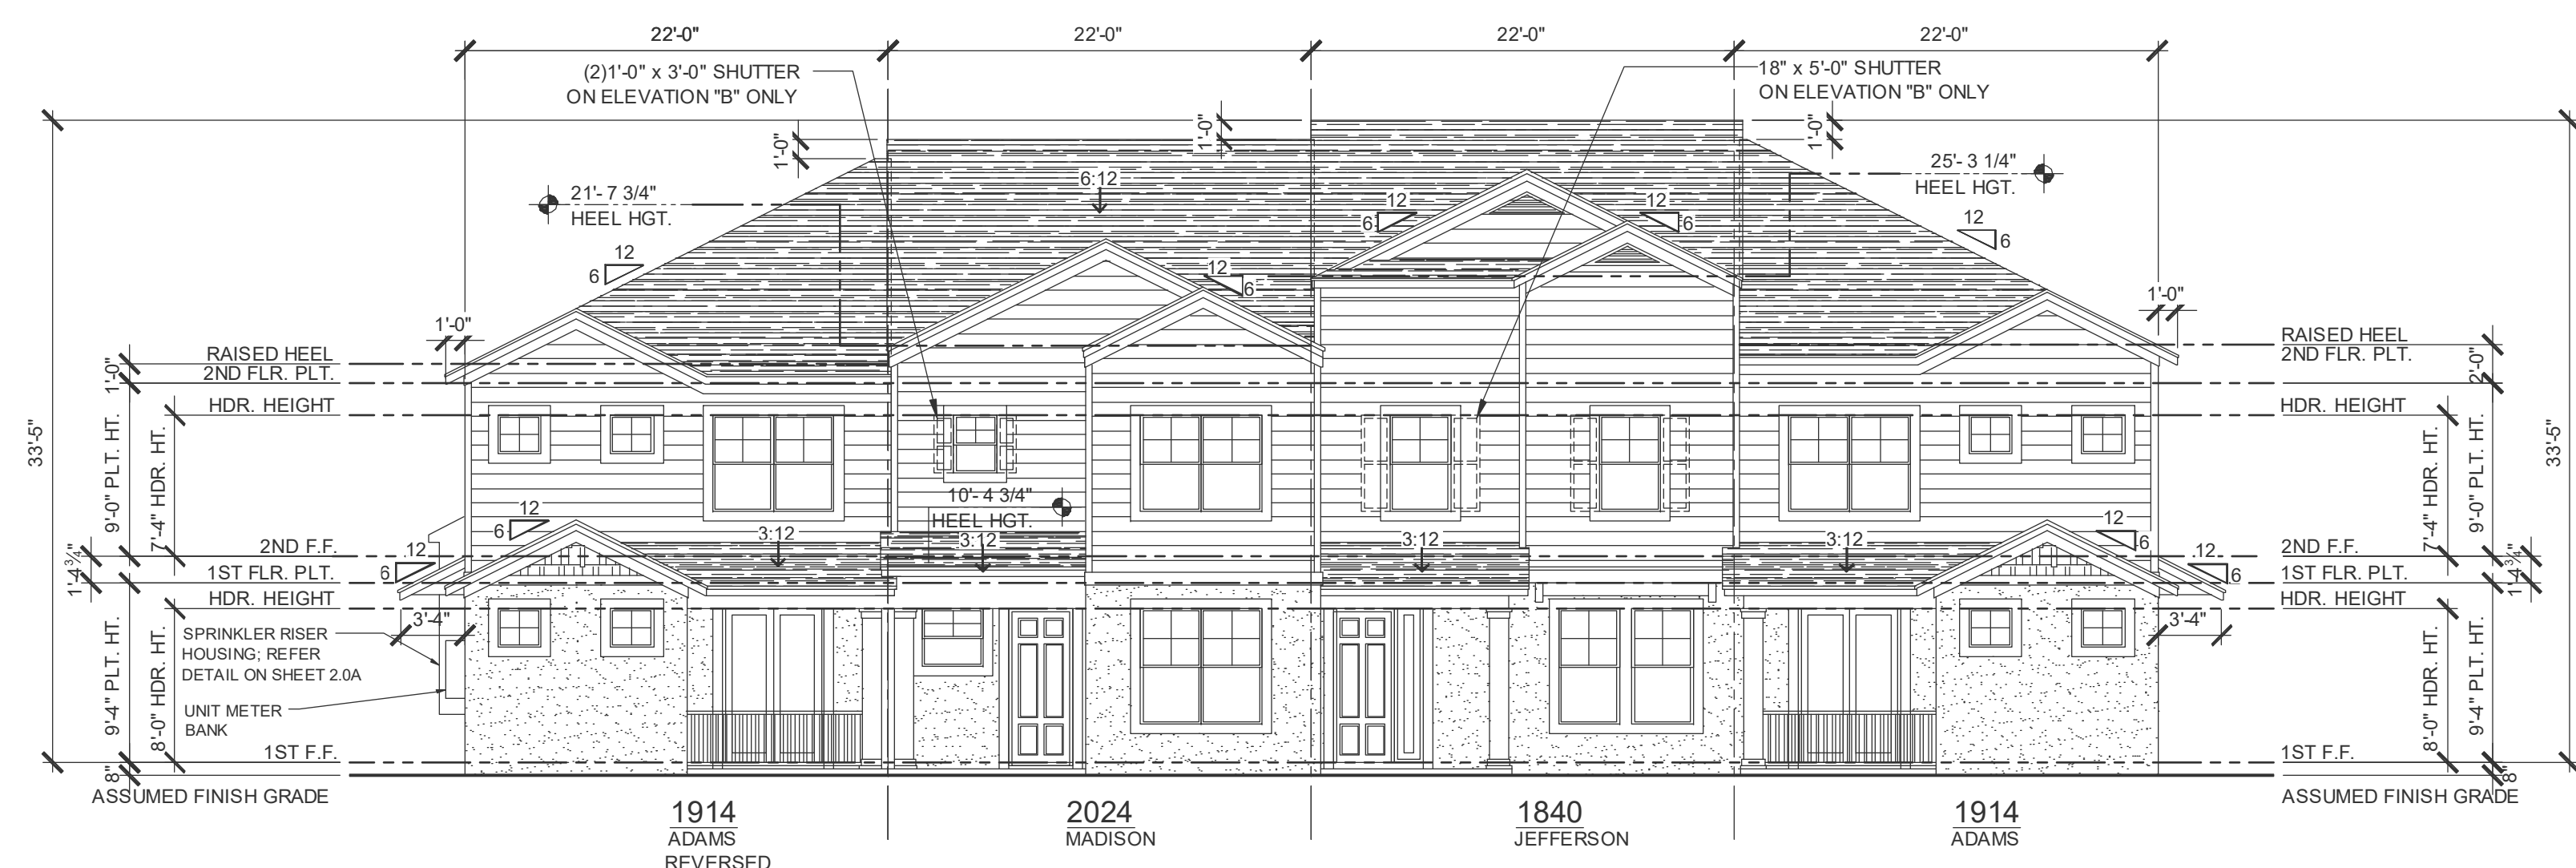 22'-0"
22'-0"
22'-0"
22'-0"
(2)1'-0" x 3'-0" SHUTTER
ON ELEVATION "B" ONLY
18" x 5'-0" SHUTTER
ON ELEVATION "B" ONLY
1'-0"
1'-0"
1'-0"
21'- 7 3/4"
HEEL HGT.
6:12
25'- 3 1/4"
HEEL HGT.
12
6
12
6
12
6
12
6
12
6
1'-0"
1'-0"
33'-5"
33'-5"
RAISED HEEL
2ND FLR. PLT.
HDR. HEIGHT
1'-0"
9'-0" PLT. HT.
7'-4" HDR. HT.
RAISED HEEL
2ND FLR. PLT.
HDR. HEIGHT
2'-0"
7'-4" HDR. HT.
9'-0" PLT. HT.
10'- 4 3/4"
HEEL HGT.
12
6
12
6
3:12
3:12
3:12
3:12
12
6
12
6
2ND F.F.
1ST FLR. PLT.
HDR. HEIGHT
1'-4 3/4"
2ND F.F.
1ST FLR. PLT.
HDR. HEIGHT
1'-4 3/4"
3'-4"
3'-4"
SPRINKLER RISER
HOUSING; REFER
DETAIL ON SHEET 2.0A
UNIT METER
BANK
9'-4" PLT. HT.
8'-0" HDR. HT.
8'-0" HDR. HT.
9'-4" PLT. HT.
1ST F.F.
8"
ASSUMED FINISH GRADE
1ST F.F.
8"
ASSUMED FINISH GRADE
1914
ADAMS
REVERSED
2024
MADISON
1840
JEFFERSON
1914
ADAMS